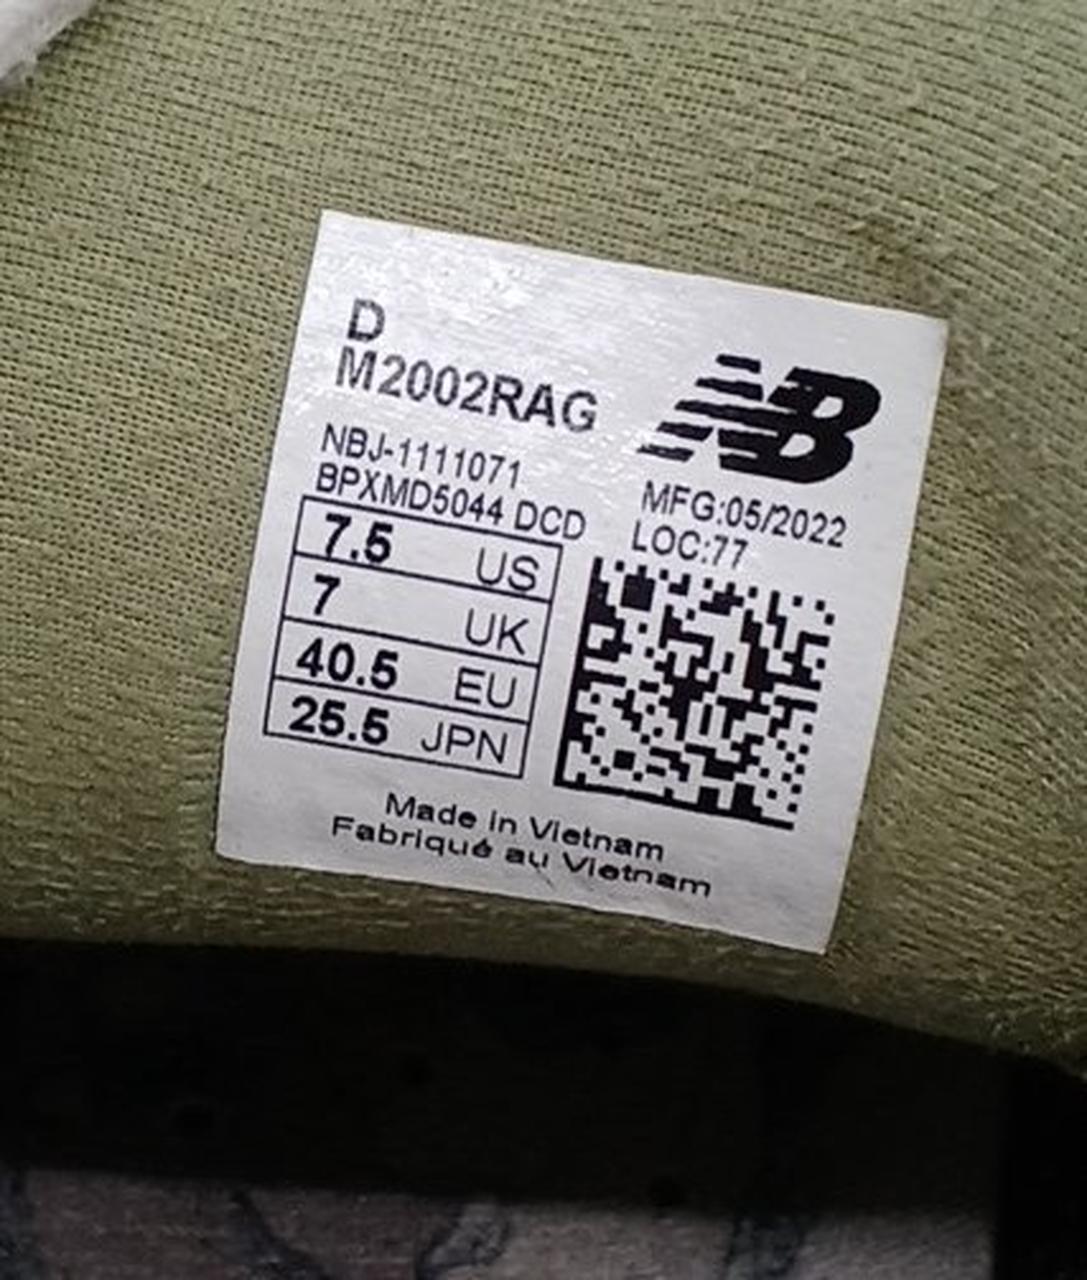 D
M2002RAG
NB
NBJ-1111071
BPXMD5044 DCD
MFG:05/2022
LOC:77
7.5 US
7 UK
40.5 EU
25.5 JPN
Made in Vietnam
Fabriqué au Vietnam